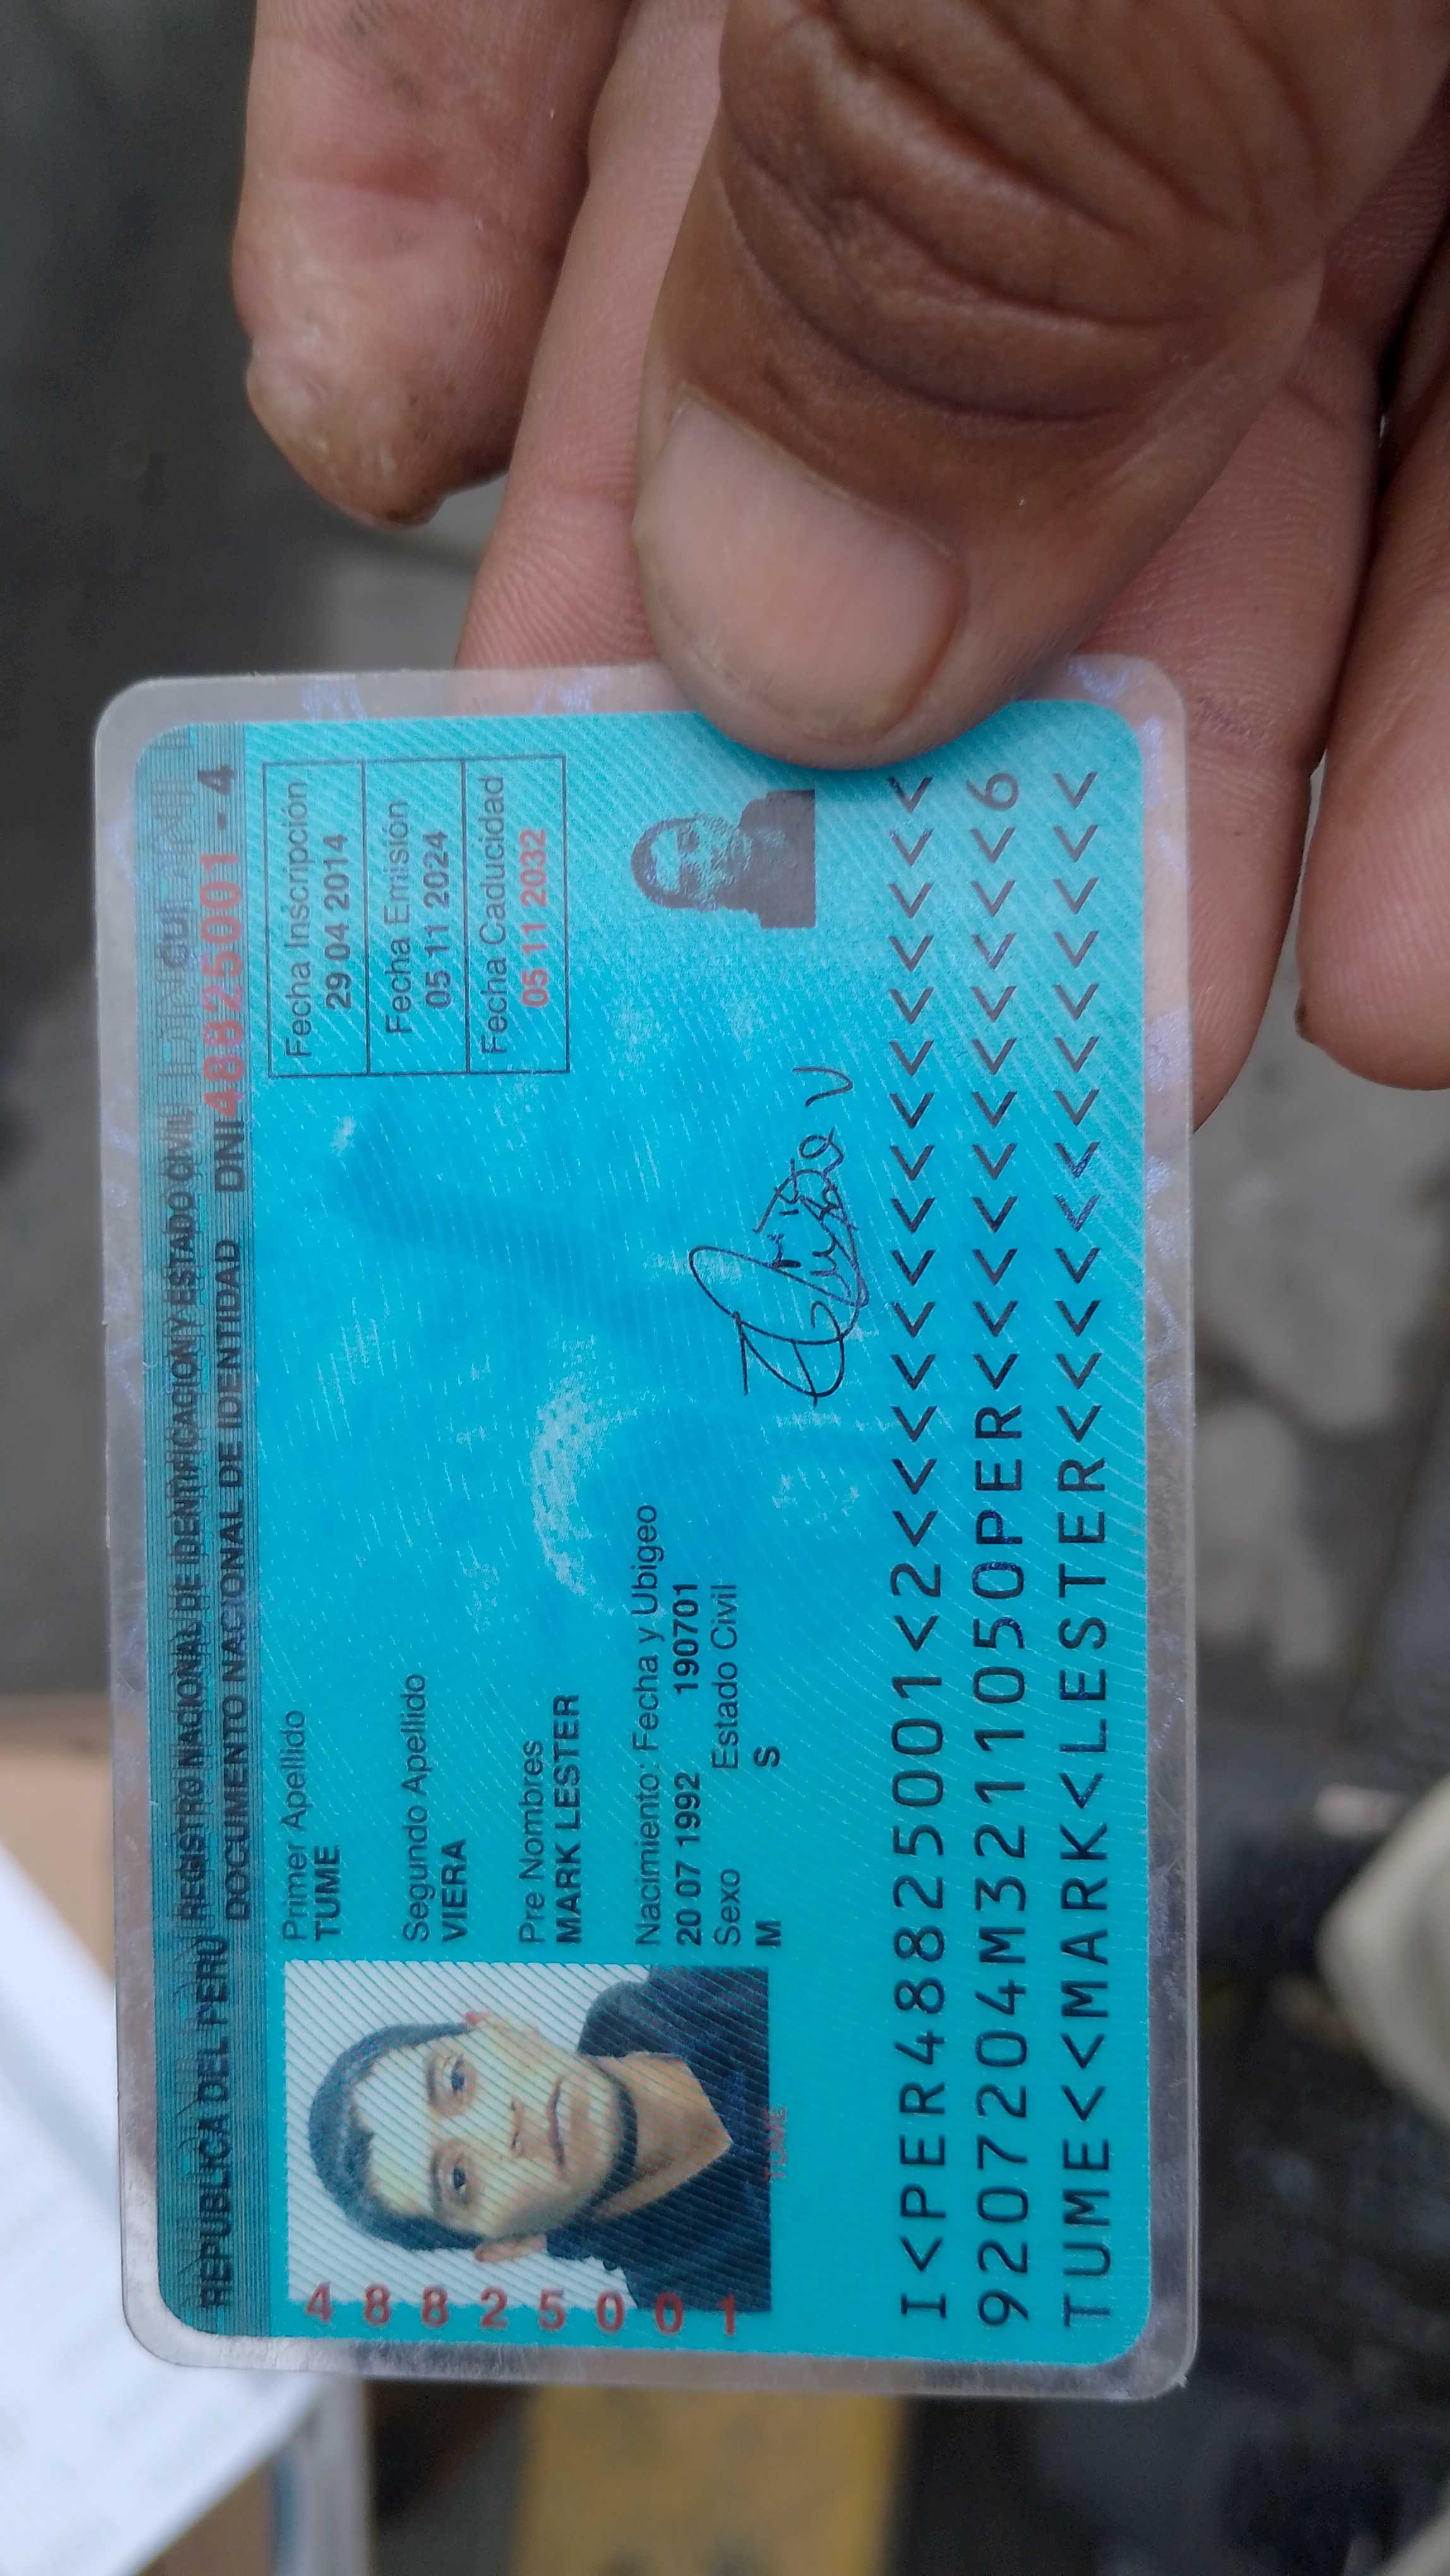 REPUBLICA DEL PERU REGISTRO NACIONAL DE IDENTIFICACION Y ESTADO CIVIL
DOCUMENTO NACIONAL DE IDENTIDAD DNI 48825001 - 4
CUI
Primer Apellido
TUME
Segundo Apellido
VIERA
Pre Nombres
MARK LESTER
Nacimiento: Fecha y Ubigeo
20 07 1992 190701
Sexo Estado Civil
M S
Fecha Inscripción
29 04 2014
Fecha Emisión
05 11 2024
Fecha Caducidad
05 11 2032
48825001
TUME
I<PER48825001<2<<<<<<<<<<<<<<<
9207204M3211050PER<<<<<<<<<<<6
TUME<<MARK<LESTER<<<<<<<<<<<<<